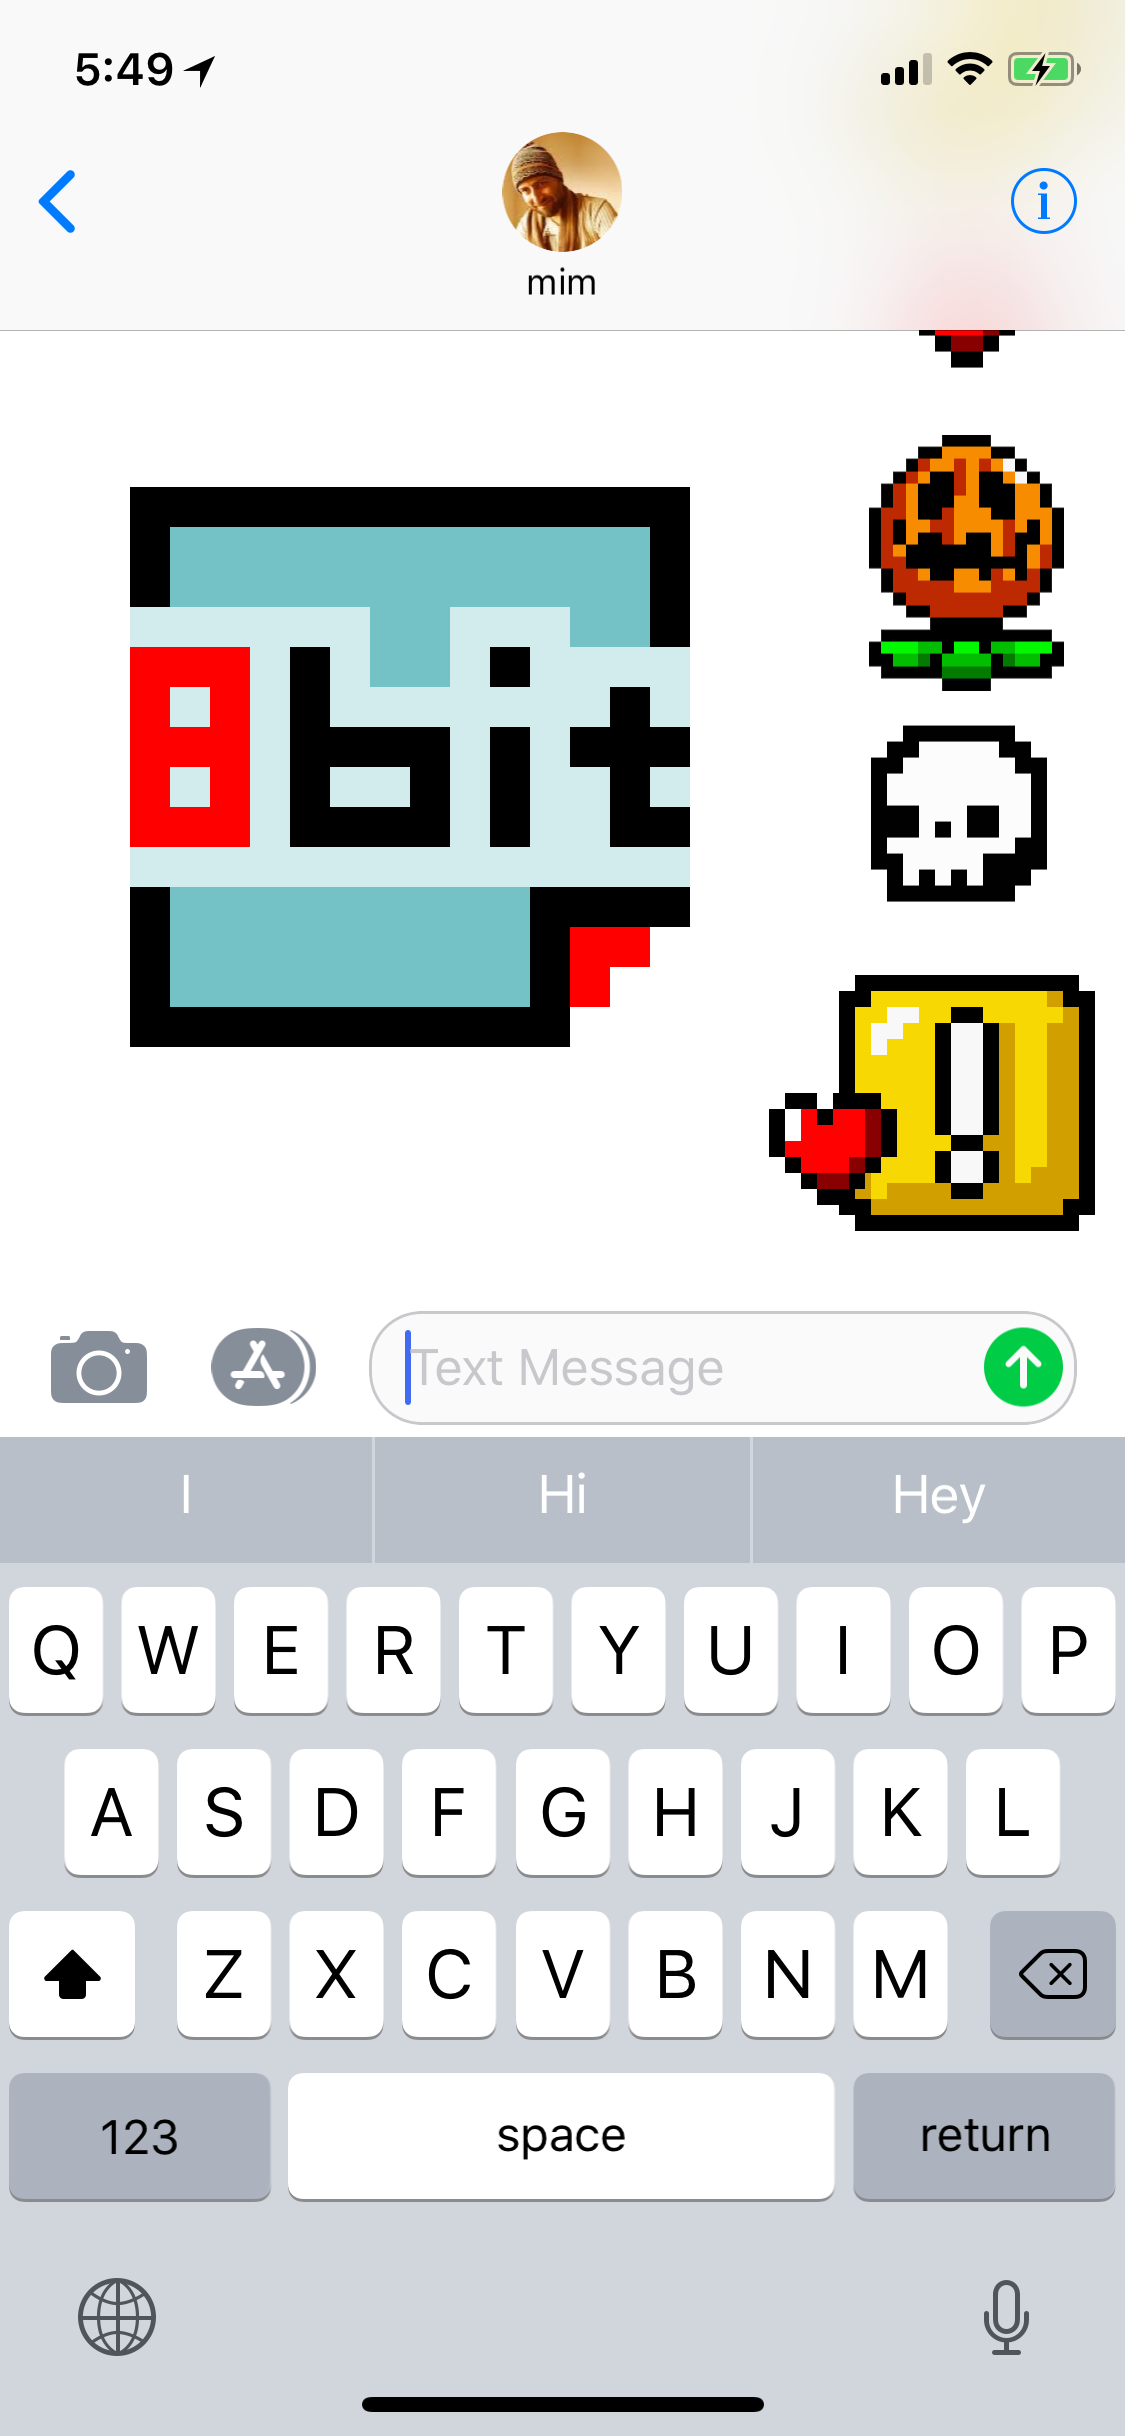 5:49
mim
8bit
Text Message
I Hi Hey
Q W E R T Y U I O P
A S D F G H J K L
Z X C V B N M
123 space return